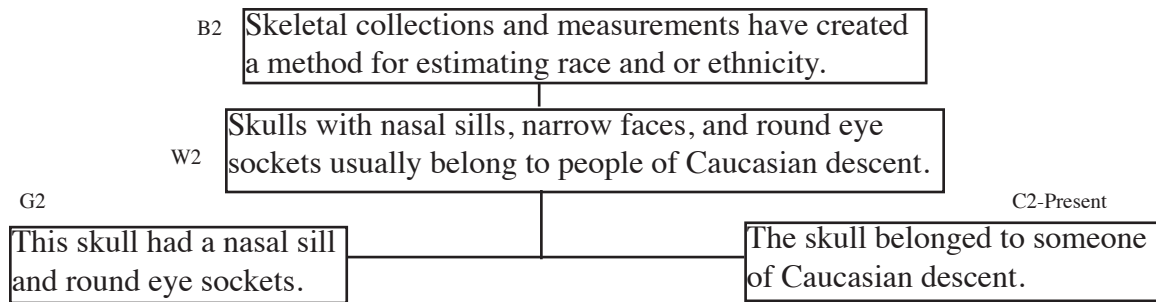 B2
Skeletal collections and measurements have created
a method for estimating race and or ethnicity.
W2
Skulls with nasal sills, narrow faces, and round eye
sockets usually belong to people of Caucasian descent.
G2
This skull had a nasal sill
and round eye sockets.
C2-Present
The skull belonged to someone
of Caucasian descent.